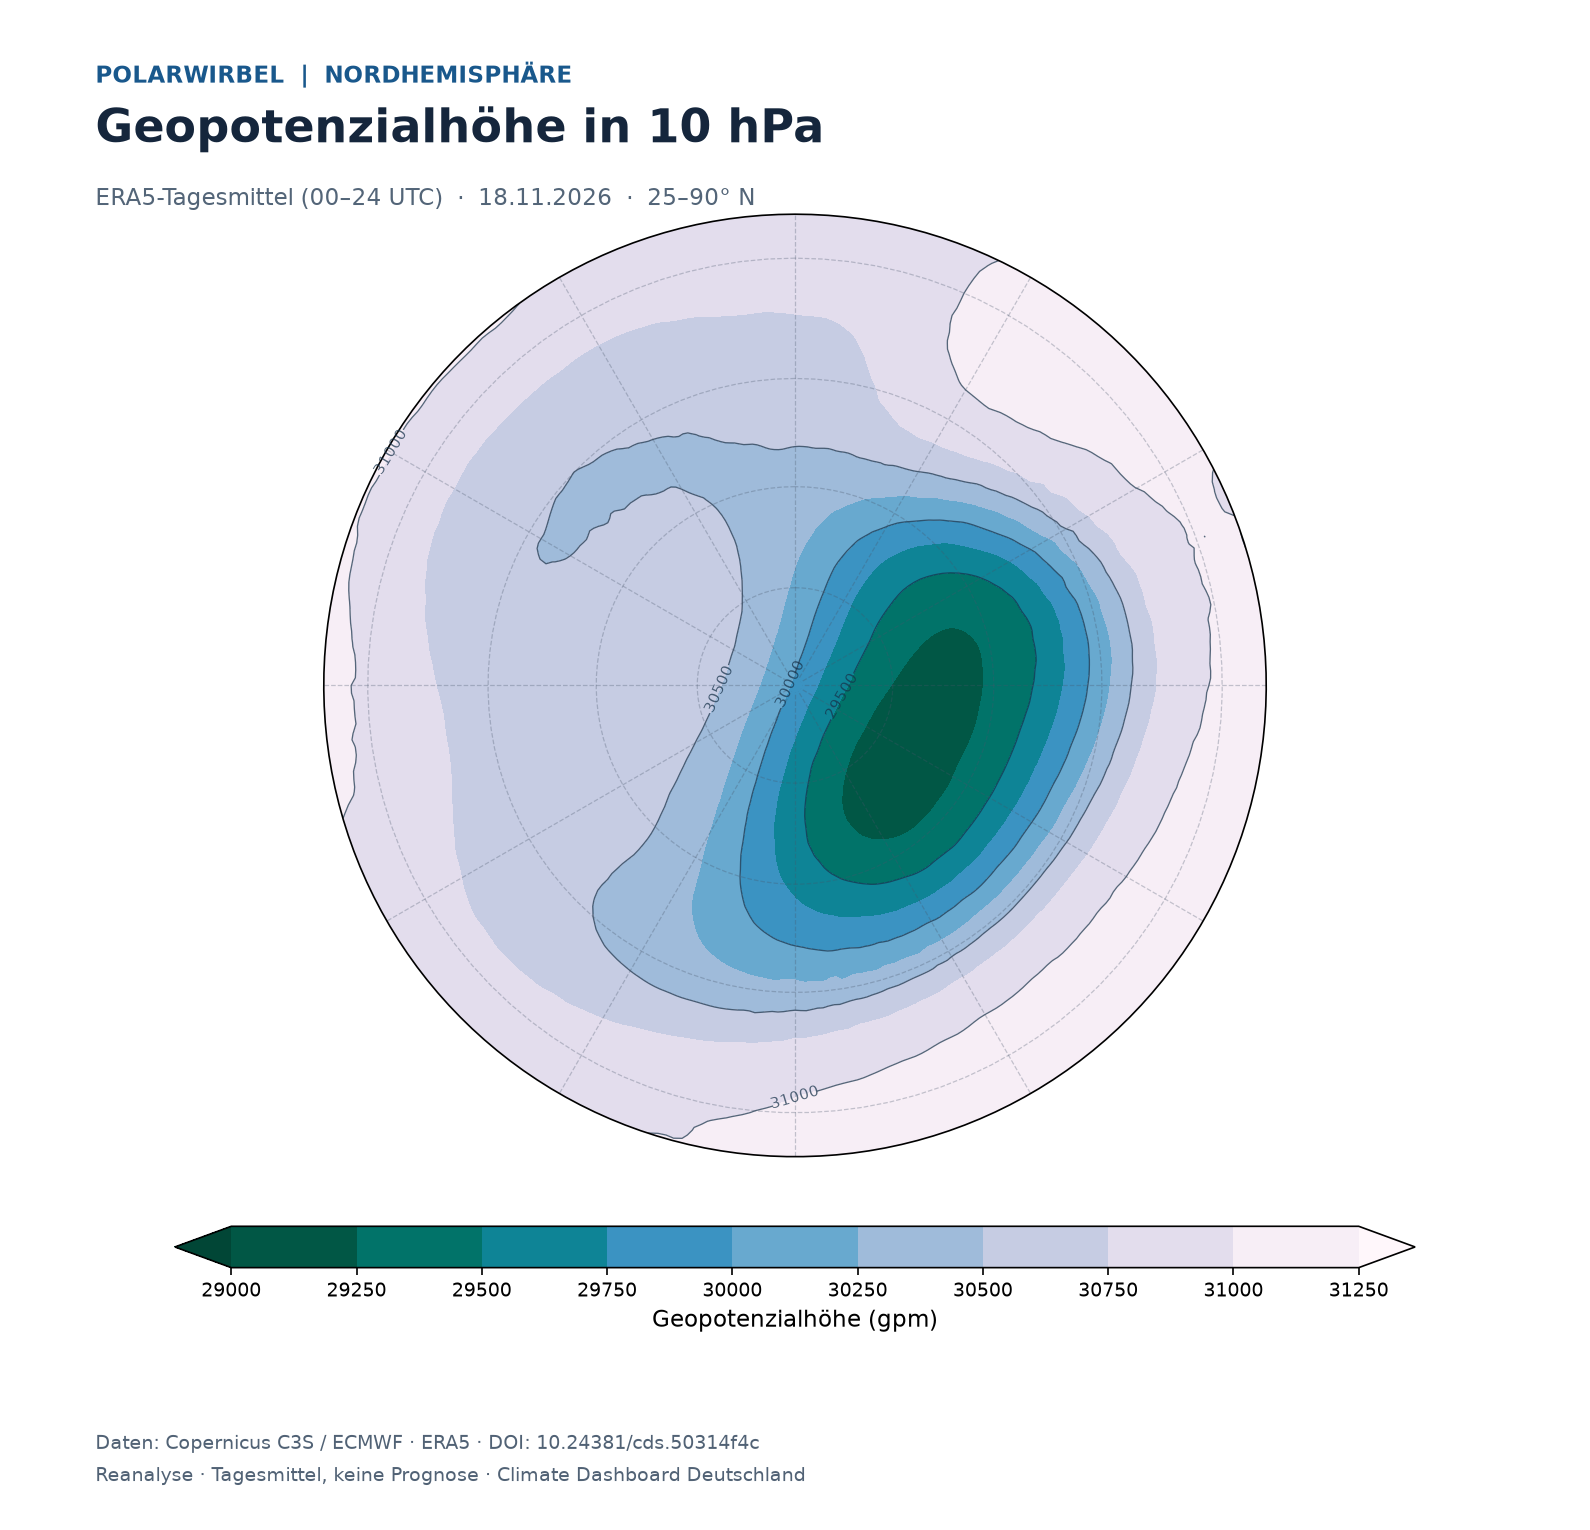 POLARWIRBEL | NORDHEMISPHÄRE
Geopotenzialhöhe in 10 hPa
ERA5-Tagesmittel (00–24 UTC) · 18.11.2026 · 25–90° N
31000
30500
30000
29500
31000
29000 29250 29500 29750 30000 30250 30500 30750 31000 31250
Geopotenzialhöhe (gpm)
Daten: Copernicus C3S / ECMWF · ERA5 · DOI: 10.24381/cds.50314f4c
Reanalyse · Tagesmittel, keine Prognose · Climate Dashboard Deutschland